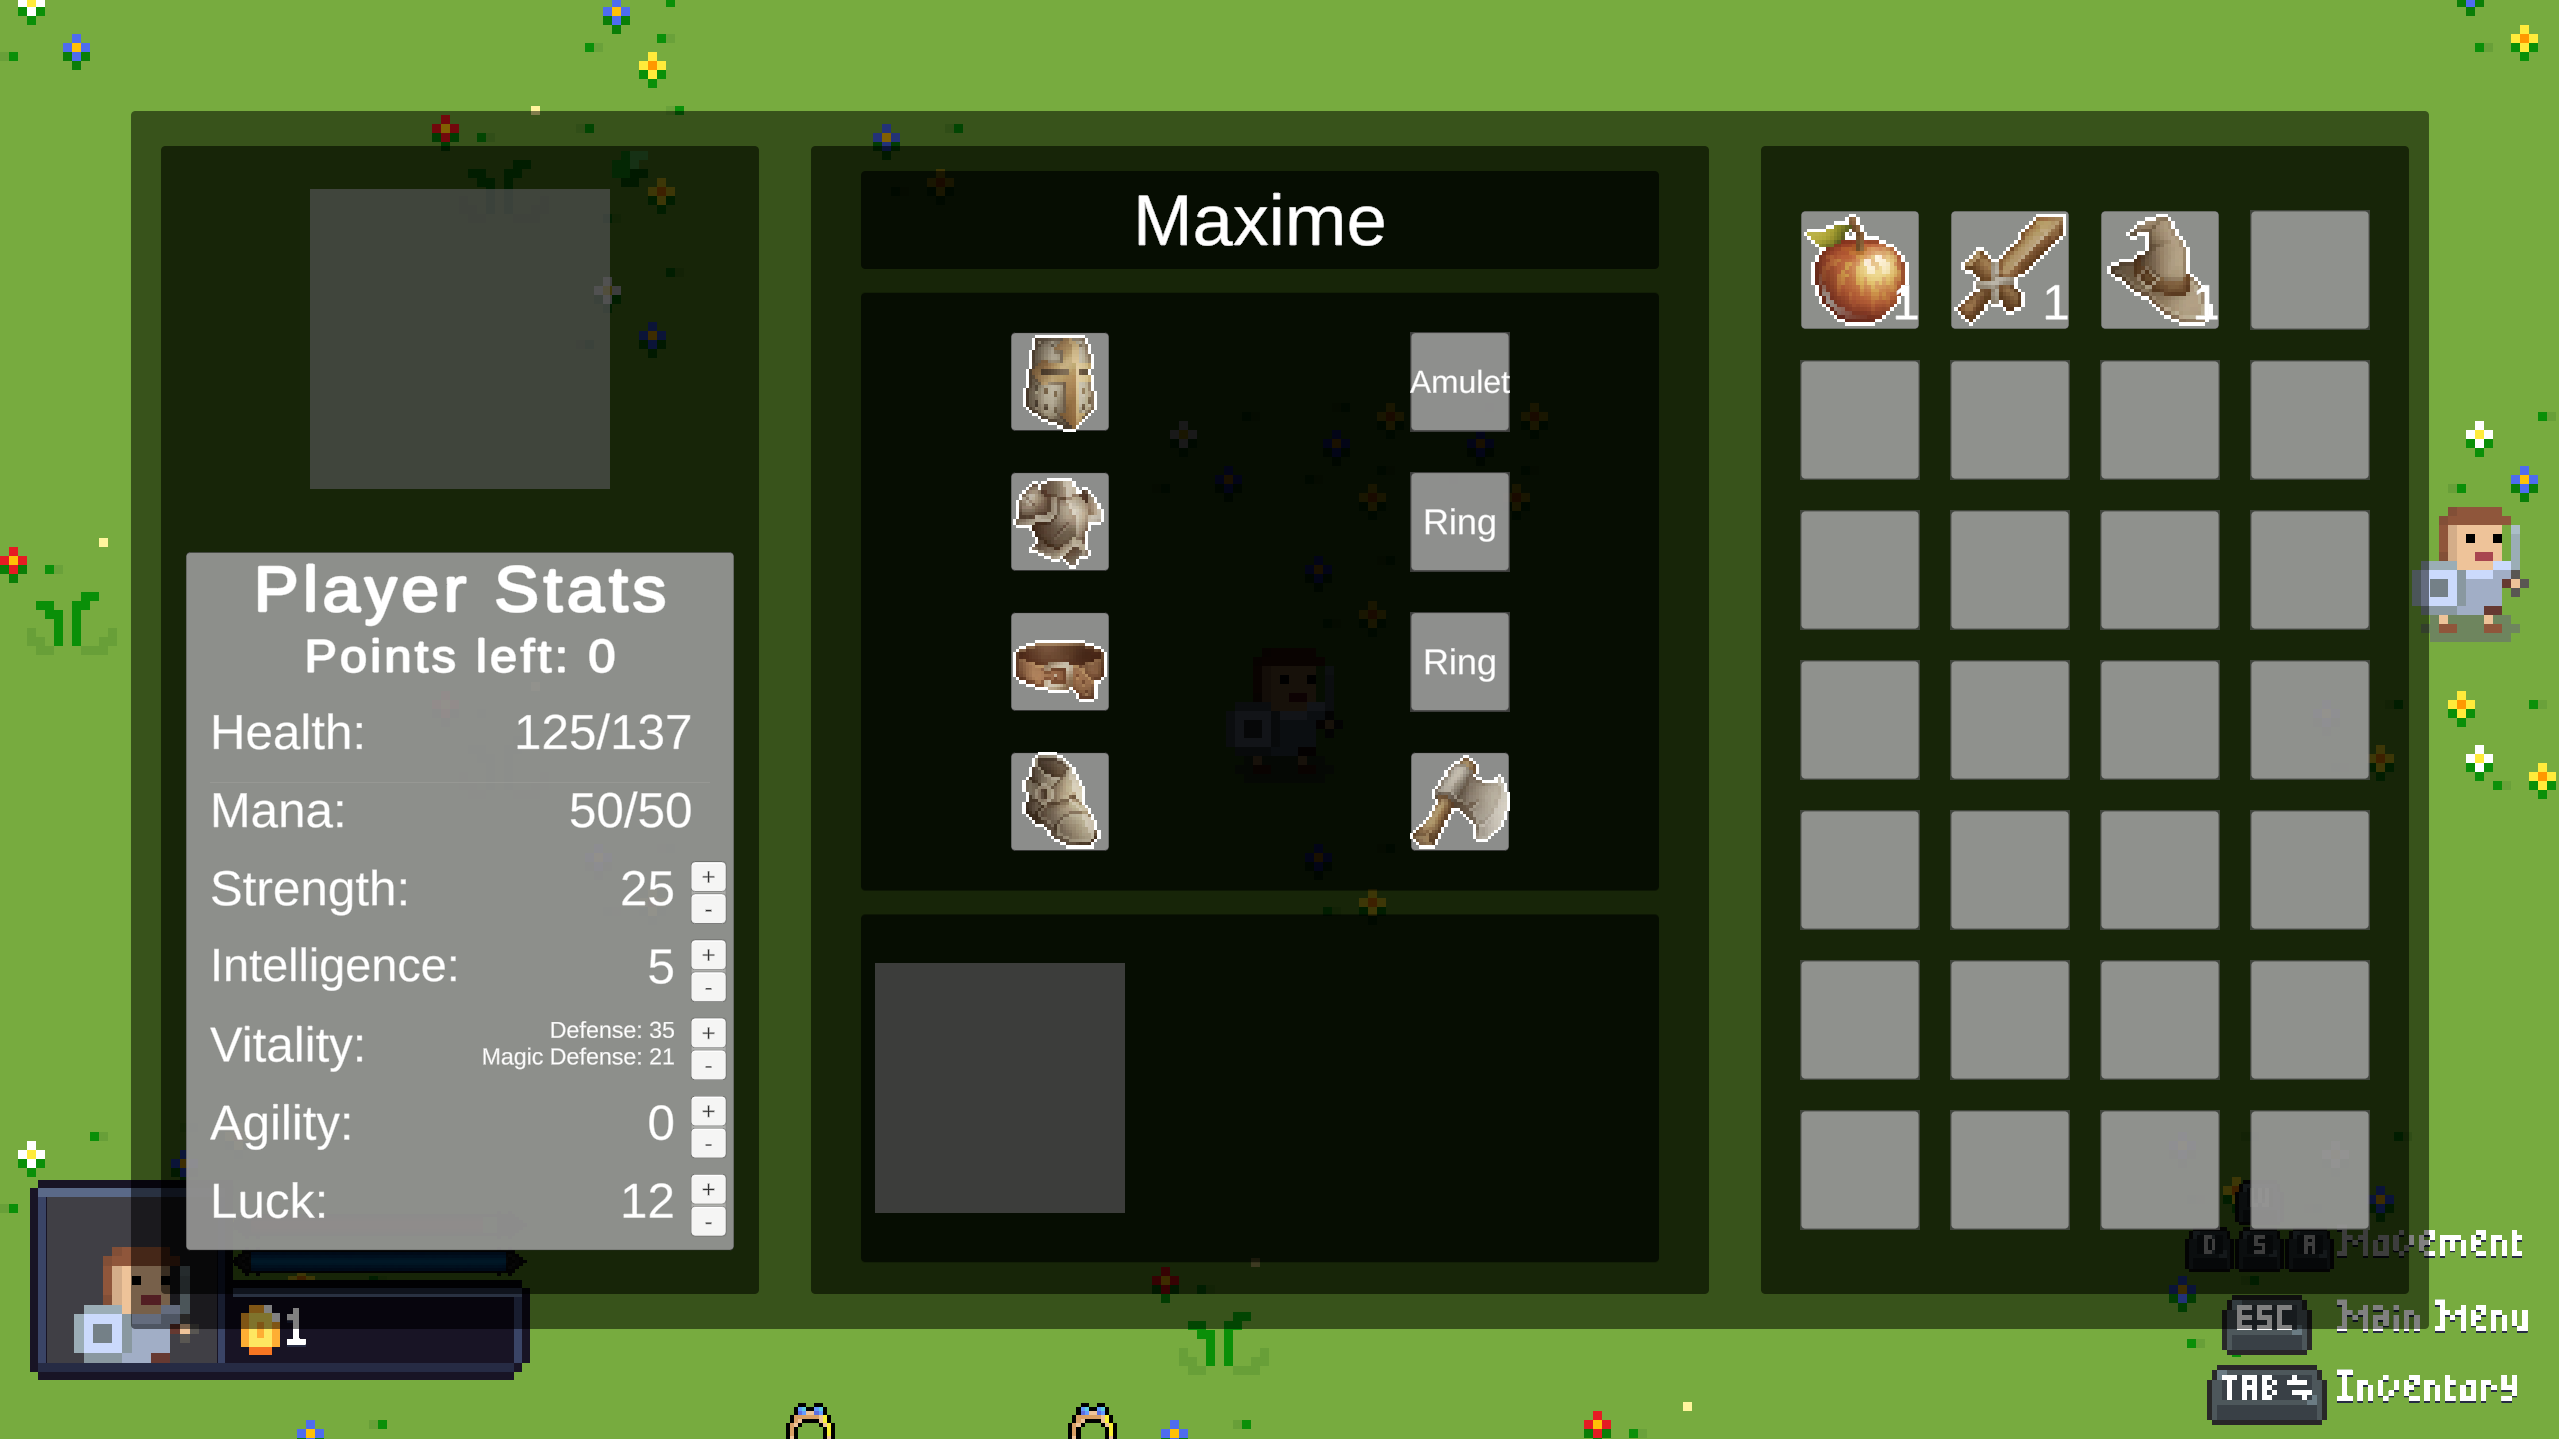 Maxime
1
1
1
Amulet
Ring
Ring
Player Stats
Points left: 0
Health: 125/137
Mana: 50/50
Strength: 25
+
-
Intelligence: 5
+
-
Vitality:
Defense: 35
Magic Defense: 21
+
-
Agility: 0
+
-
Luck: 12
+
-
1
D S A Movement
ESC Main Menu
TAB Inventory